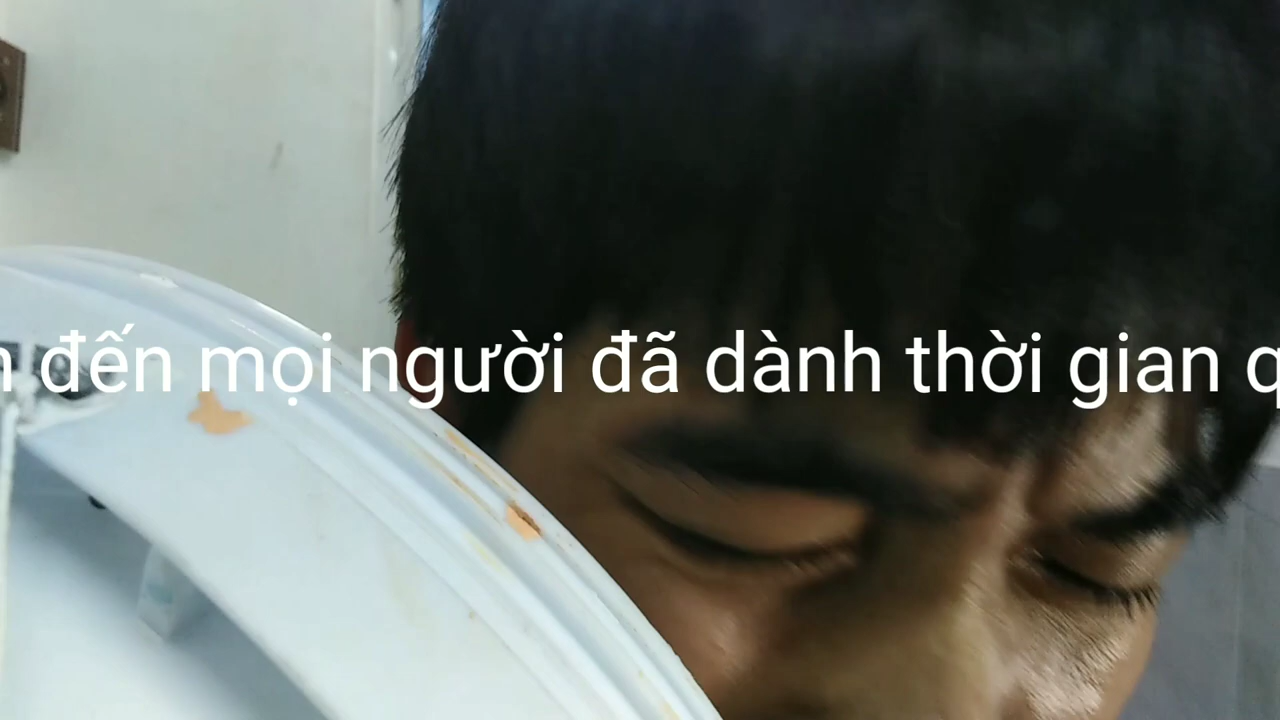 đến mọi người đã dành thời gian